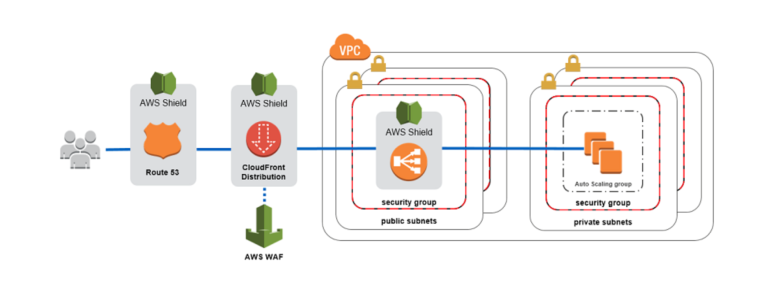 VPC
AWS Shield
Route 53
AWS Shield
CloudFront
Distribution
AWS WAF
AWS Shield
security group
public subnets
Auto Scaling group
security group
private subnets